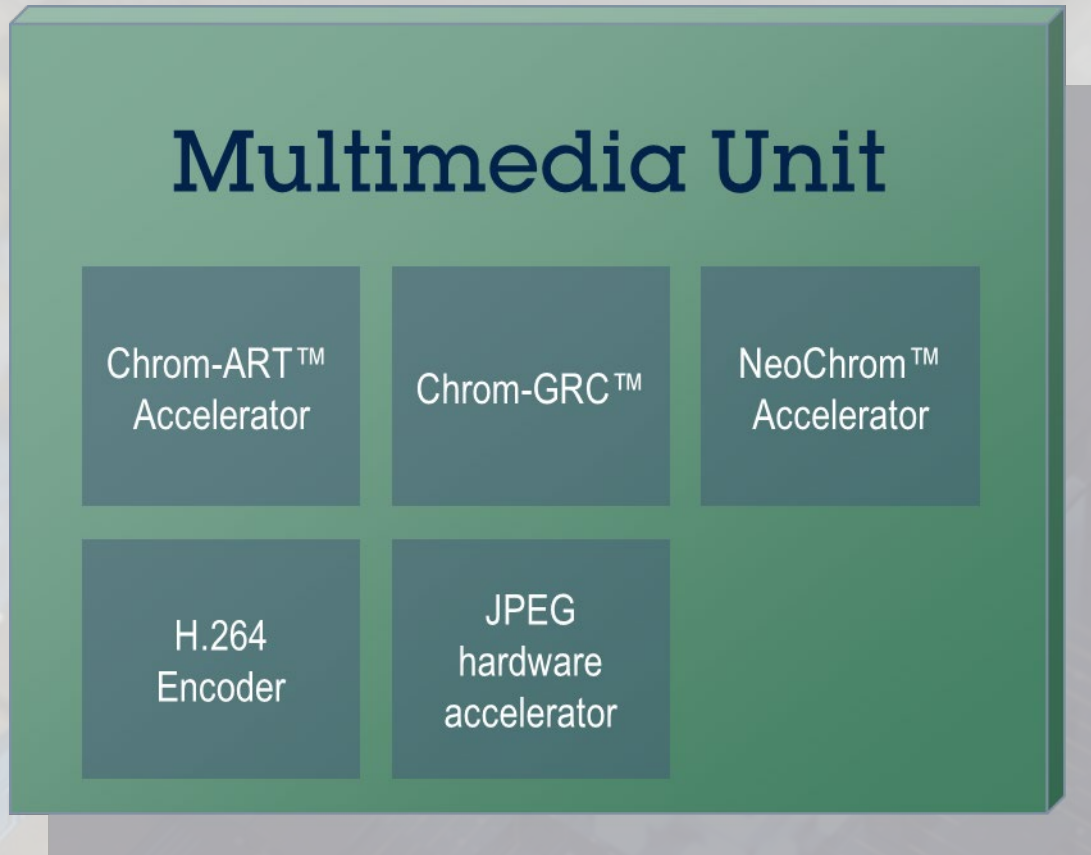 Multimedia Unit
Chrom-ART™
Accelerator
Chrom-GRC™
NeoChrom™
Accelerator
H.264
Encoder
JPEG
hardware
accelerator